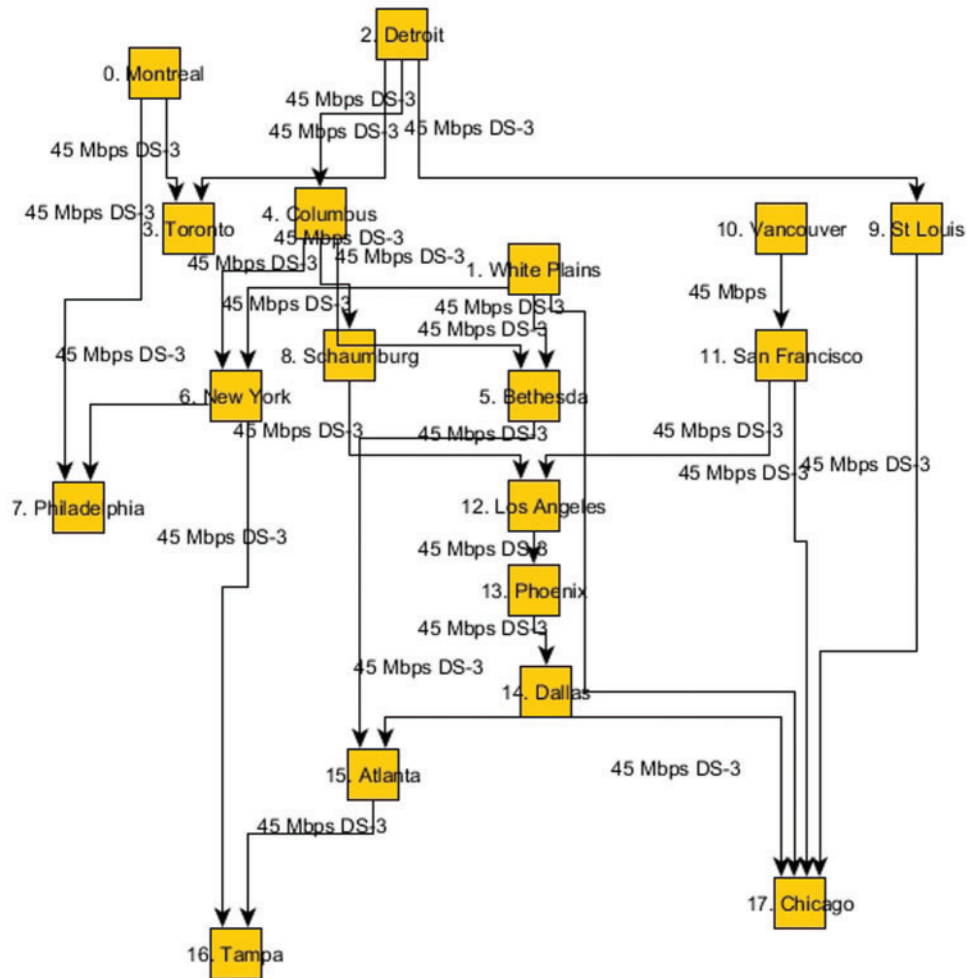 2. Detroit
0. Montreal
45 Mbps DS-3
45 Mbps DS-3
45 Mbps DS-3
45 Mbps DS-3
45 Mbps DS-3
3. Toronto
4. Columbus
10. Vancouver
9. St Louis
45 Mbps DS-3
45 Mbps DS-3
45 Mbps DS-3
1. White Plains
45 Mbps
45 Mbps DS-3
45 Mbps DS-3
45 Mbps DS-3
45 Mbps DS-3
8. Schaumburg
11. San Francisco
6. New York
5. Bethesda
45 Mbps DS-3
45 Mbps DS-3
45 Mbps DS-3
45 Mbps DS-3
45 Mbps DS-3
7. Philadelphia
12. Los Angeles
45 Mbps DS-3
45 Mbps DS-3
13. Phoenix
45 Mbps DS-3
45 Mbps DS-3
14. Dallas
15. Atlanta
45 Mbps DS-3
45 Mbps DS-3
17. Chicago
16. Tampa